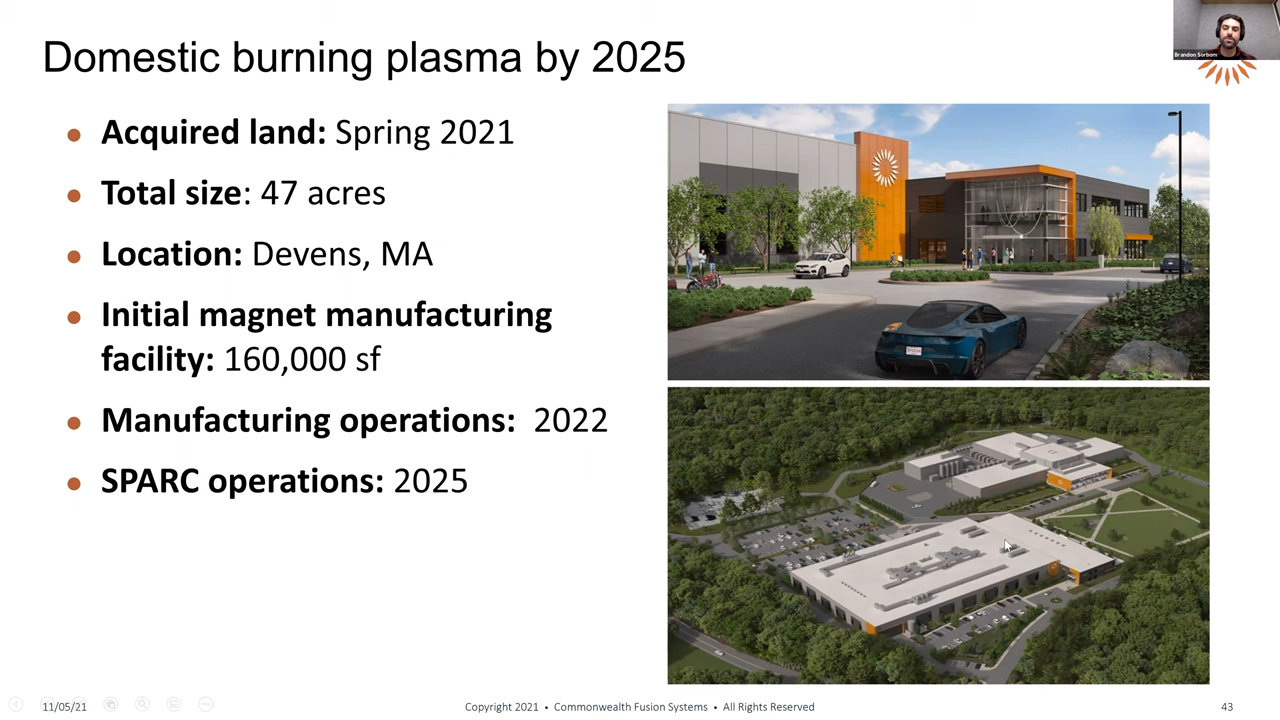 Domestic burning plasma by 2025
Brandon Sorbom
● Acquired land: Spring 2021
● Total size: 47 acres
● Location: Devens, MA
● Initial magnet manufacturing
facility: 160,000 sf
● Manufacturing operations: 2022
● SPARC operations: 2025
11/05/21
Copyright 2021 • Commonwealth Fusion Systems • All Rights Reserved
43